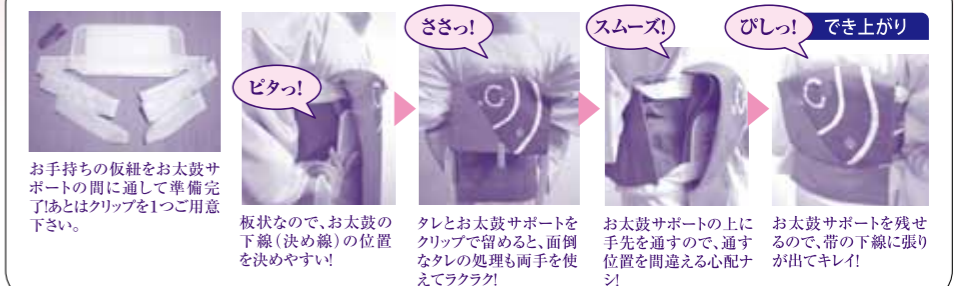 お手持ちの仮紐をお太鼓サ
ポートの間に通して準備完
了!あとはクリップを1つご用意
下さい。
ピタっ!
板状なので、お太鼓の
下線(決め線)の位置
を決めやすい!
ささっ!
タレとお太鼓サポートを
クリップで留めると、面倒
なタレの処理も両手を使
えてラクラク!
スムーズ!
お太鼓サポートの上に
手先を通すので、通す
位置を間違える心配ナ
シ!
ぴしっ!
でき上がり
お太鼓サポートを残せ
るので、帯の下線に張り
が出てキレイ!